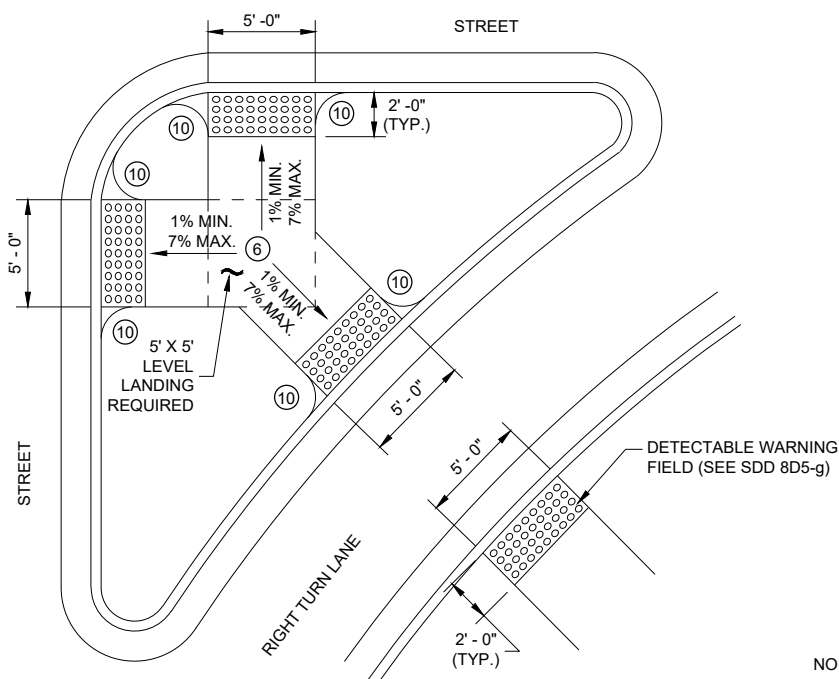 5' -0"
STREET
2' -0"
(TYP.)
10
10
10
1% MIN.
7% MAX.
5' - 0"
1% MIN.
7% MAX.
6
1% MIN.
7% MAX.
10
10
5' X 5'
LEVEL
LANDING
REQUIRED
10
5' - 0"
5' - 0"
DETECTABLE WARNING
FIELD (SEE SDD 8D5-g)
STREET
RIGHT TURN LANE
2' - 0"
(TYP.)
NO